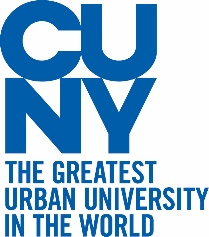 CU
NY
THE GREATEST
URBAN UNIVERSITY
IN THE WORLD